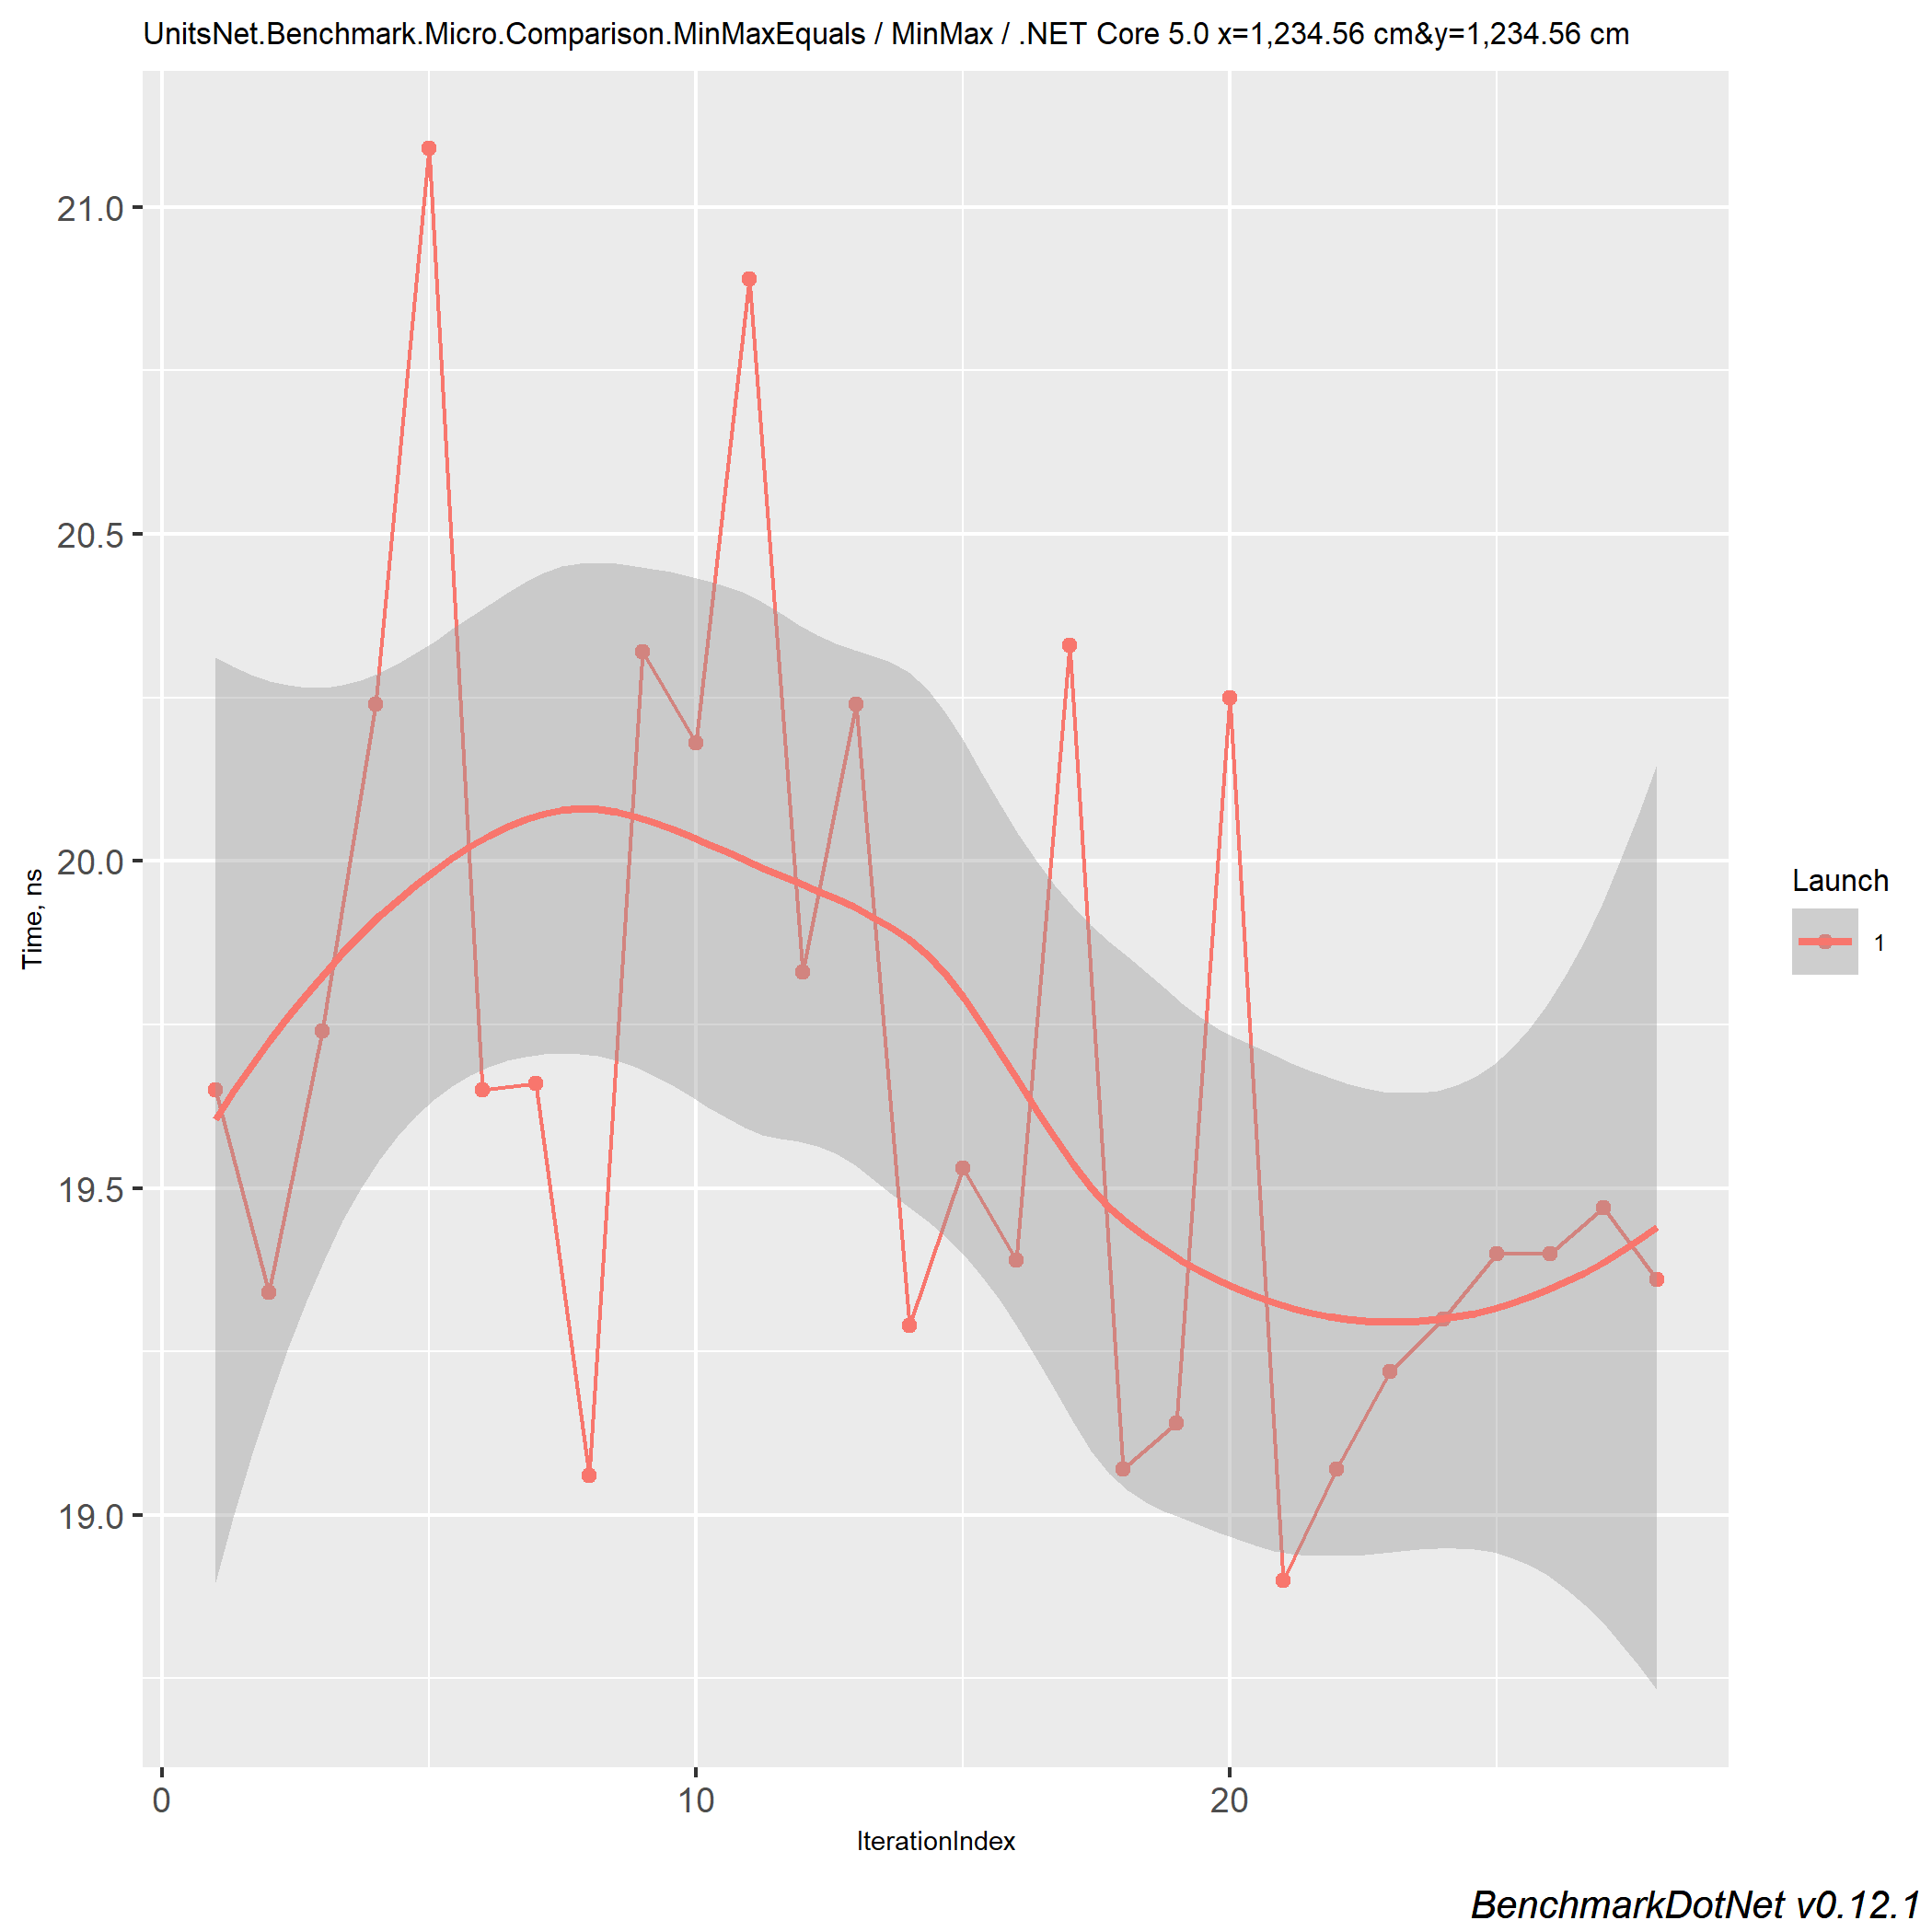 UnitsNet.Benchmark.Micro.Comparison.MinMaxEquals / MinMax / .NET Core 5.0 x=1,234.56 cm&y=1,234.56 cm
21.0
20.5
20.0
19.5
19.0
Time, ns
0 10 20
IterationIndex
Launch
1
BenchmarkDotNet v0.12.1